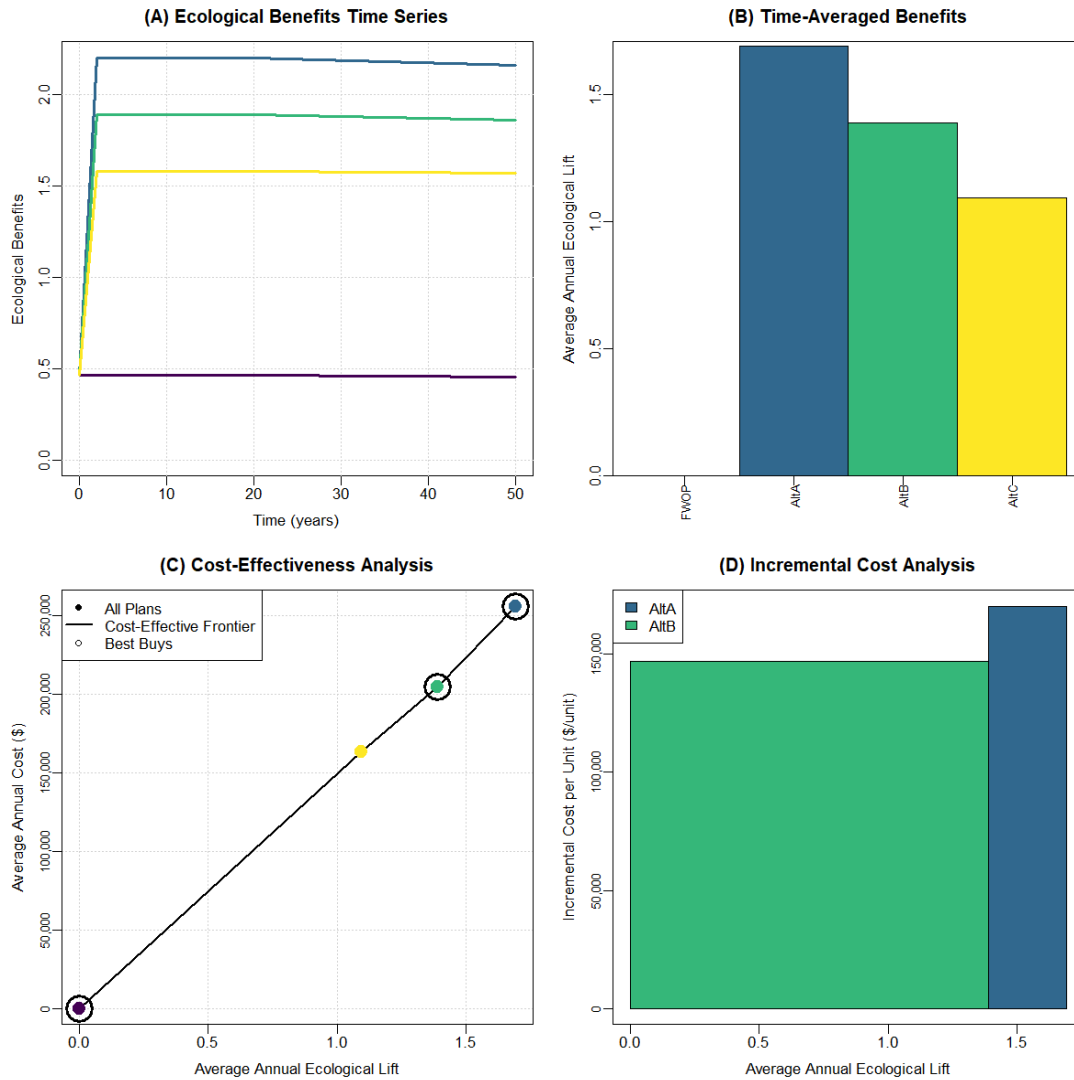 (A) Ecological Benefits Time Series
Ecological Benefits
0.0
0.5
1.0
1.5
2.0
0
10
20
30
40
50
Time (years)
(B) Time-Averaged Benefits
Average Annual Ecological Lift
0.0
0.5
1.0
1.5
FWOP
AltA
AltB
AltC
(C) Cost-Effectiveness Analysis
All Plans
Cost-Effective Frontier
Best Buys
Average Annual Cost ($)
0
50,000
100,000
150,000
200,000
250,000
0.0
0.5
1.0
1.5
Average Annual Ecological Lift
(D) Incremental Cost Analysis
AltA
AltB
Incremental Cost per Unit ($/unit)
0
50,000
100,000
150,000
0.0
0.5
1.0
1.5
Average Annual Ecological Lift